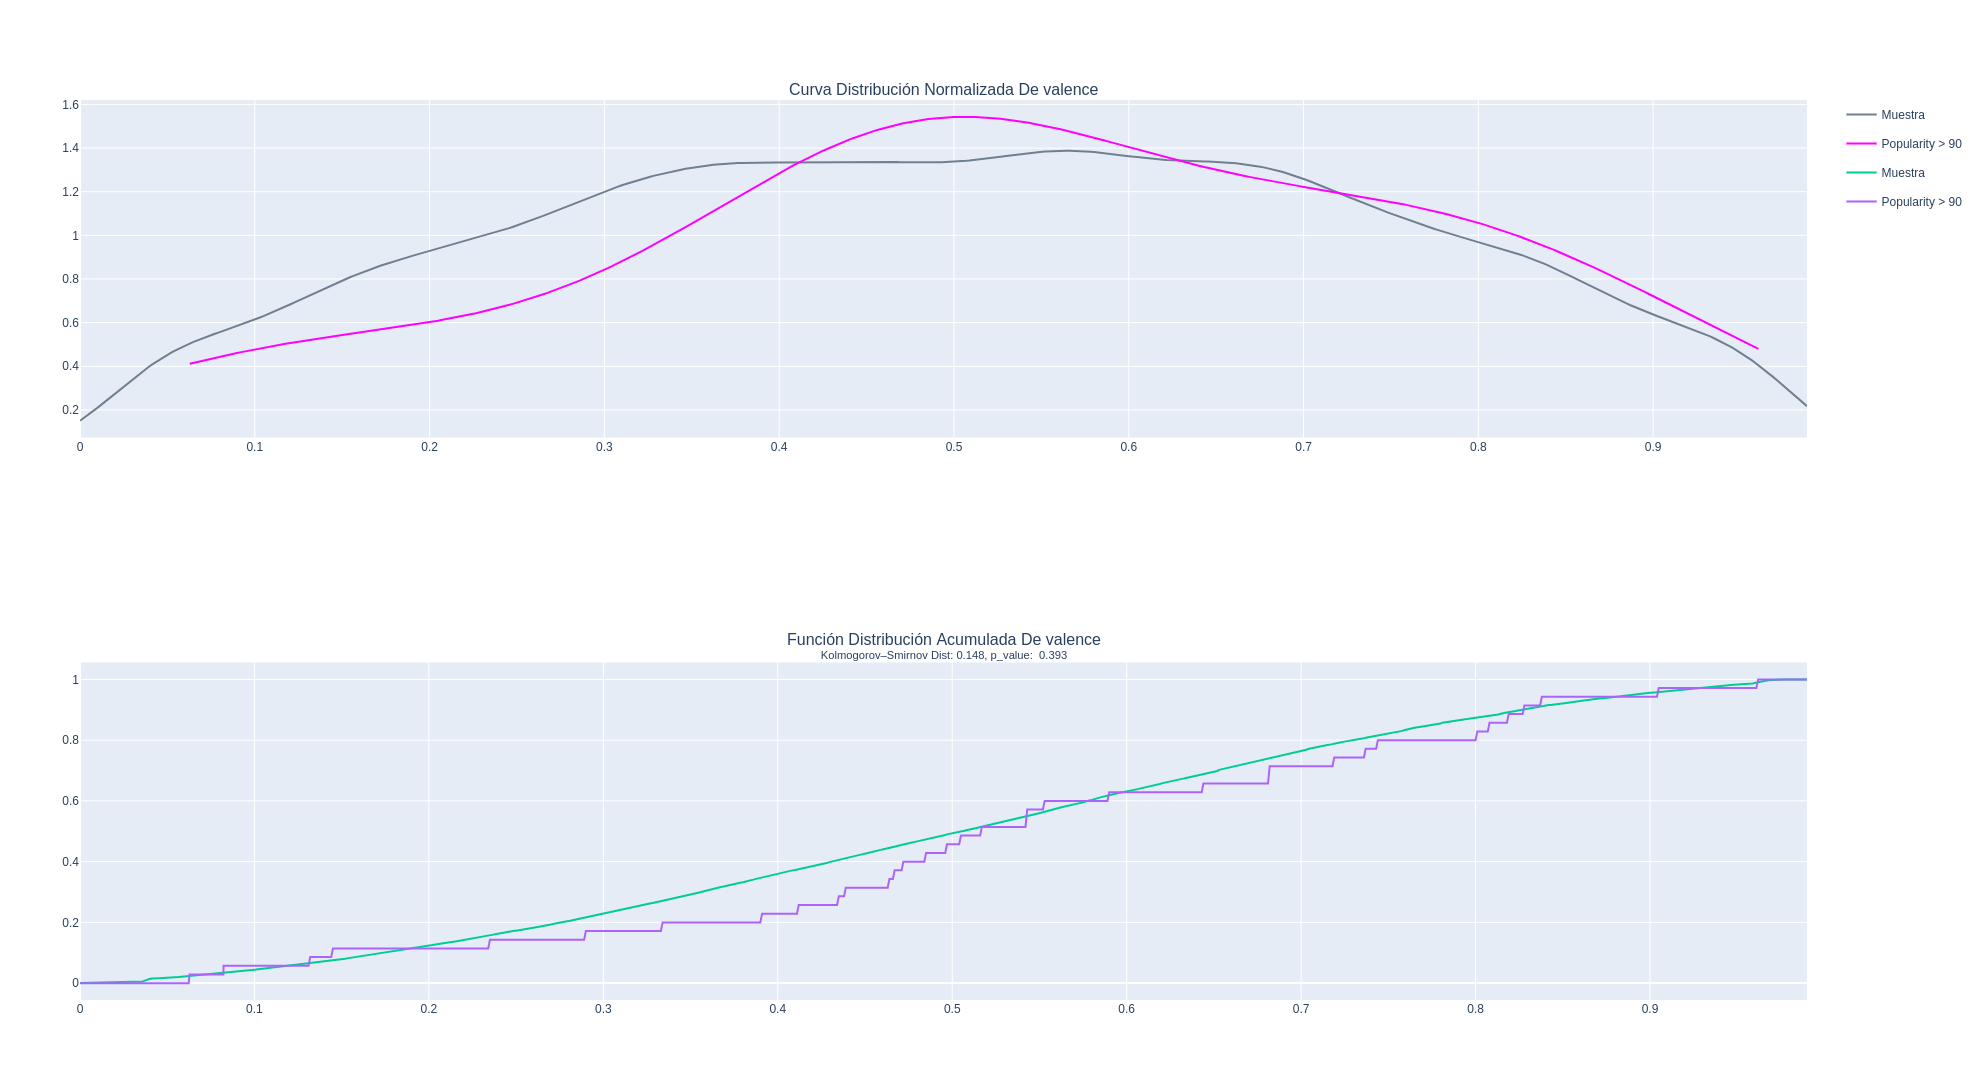 Curva Distribución Normalizada De valence
1.6
1.4
1.2
1
0.8
0.6
0.4
0.2
0 0.1 0.2 0.3 0.4 0.5 0.6 0.7 0.8 0.9
Muestra
Popularity > 90
Muestra
Popularity > 90
Función Distribución Acumulada De valence
Kolmogorov–Smirnov Dist: 0.148, p_value: 0.393
1
0.8
0.6
0.4
0.2
0
0 0.1 0.2 0.3 0.4 0.5 0.6 0.7 0.8 0.9